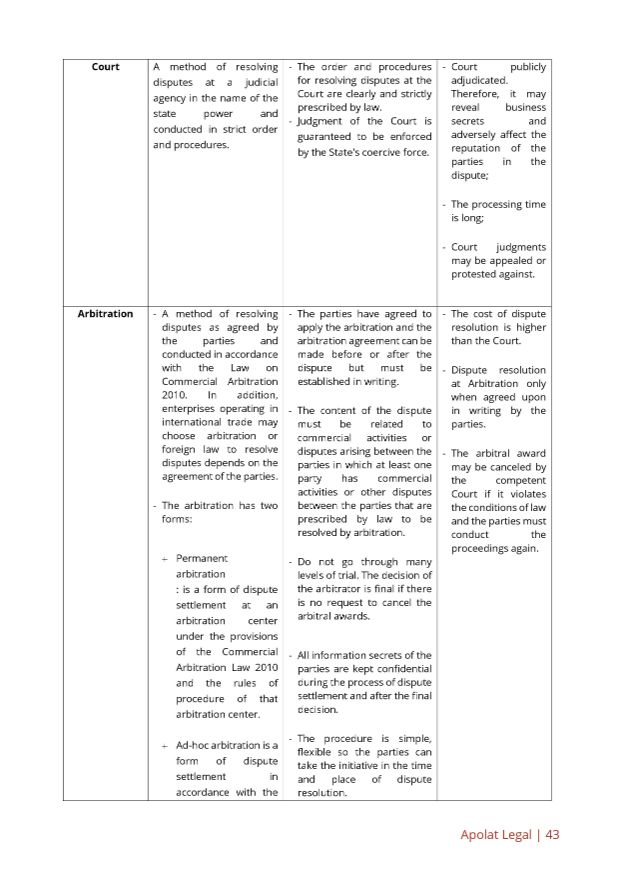 Court
A method of resolving
disputes at a judicial
agency in the name of the
state power and
conducted in strict order
and procedures.
- The order and procedures
for resolving disputes at the
Court are clearly and strictly
prescribed by law.
- Judgment of the Court is
guaranteed to be enforced
by the State's coercive force.
- Court publicly
adjudicated.
Therefore, it may
reveal business
secrets and
adversely affect the
reputation of the
parties in the
dispute;
- The processing time
is long;
- Court judgments
may be appealed or
protested against.
Arbitration
- A method of resolving
disputes as agreed by
the parties and
conducted in accordance
with the Law on
Commercial Arbitration
2010. In addition,
enterprises operating in
international trade may
choose arbitration or
foreign law to resolve
disputes depends on the
agreement of the parties.
- The arbitration has two
forms:
+ Permanent
arbitration
: is a form of dispute
settlement at an
arbitration center
under the provisions
of the Commercial
Arbitration Law 2010
and the rules of
procedure of that
arbitration center.
+ Ad-hoc arbitration is a
form of dispute
settlement in
accordance with the
- The parties have agreed to
apply the arbitration and the
arbitration agreement can be
made before or after the
dispute but must be
established in writing.
- The content of the dispute
must be related to
commercial activities or
disputes arising between the
parties in which at least one
party has commercial
activities or other disputes
between the parties that are
prescribed by law to be
resolved by arbitration.
- Do not go through many
levels of trial. The decision of
the arbitrator is final if there
is no request to cancel the
arbitral awards.
- All information secrets of the
parties are kept confidential
during the process of dispute
settlement and after the final
decision.
- The procedure is simple,
flexible so the parties can
take the initiative in the time
and place of dispute
resolution.
- The cost of dispute
resolution is higher
than the Court.
- Dispute resolution
at Arbitration only
when agreed upon
in writing by the
parties.
- The arbitral award
may be canceled by
the competent
Court if it violates
the conditions of law
and the parties must
conduct the
proceedings again.
Apolat Legal | 43